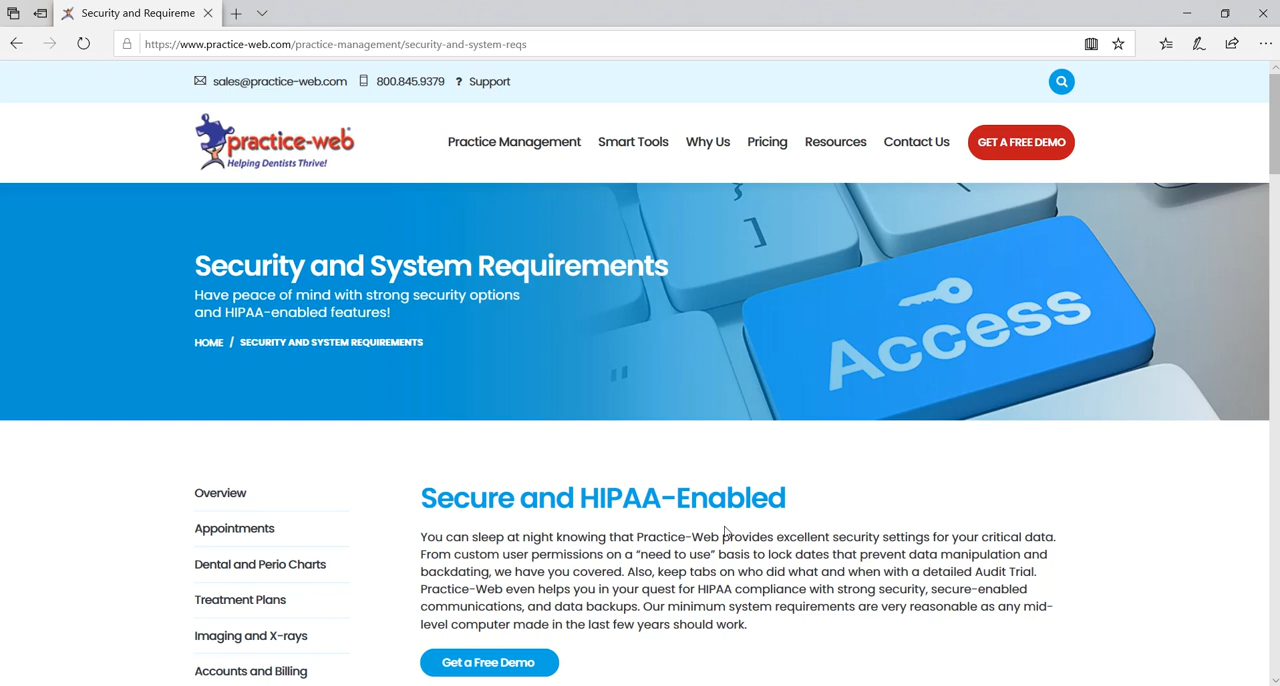 Security and Requireme
https://www.practice-web.com/practice-management/security-and-system-reqs
sales@practice-web.com 800.845.9379 ? Support
practice-web
Helping Dentists Thrive!
Practice Management Smart Tools Why Us Pricing Resources Contact Us GET A FREE DEMO
Security and System Requirements
Have peace of mind with strong security options
and HIPAA-enabled features!
HOME / SECURITY AND SYSTEM REQUIREMENTS
}
]
"
Access
Overview
Appointments
Dental and Perio Charts
Treatment Plans
Imaging and X-rays
Accounts and Billing
Secure and HIPAA-Enabled
You can sleep at night knowing that Practice-Web provides excellent security settings for your critical data.
From custom user permissions on a “need to use” basis to lock dates that prevent data manipulation and
backdating, we have you covered. Also, keep tabs on who did what and when with a detailed Audit Trial.
Practice-Web even helps you in your quest for HIPAA compliance with strong security, secure-enabled
communications, and data backups. Our minimum system requirements are very reasonable as any mid-
level computer made in the last few years should work.
Get a Free Demo